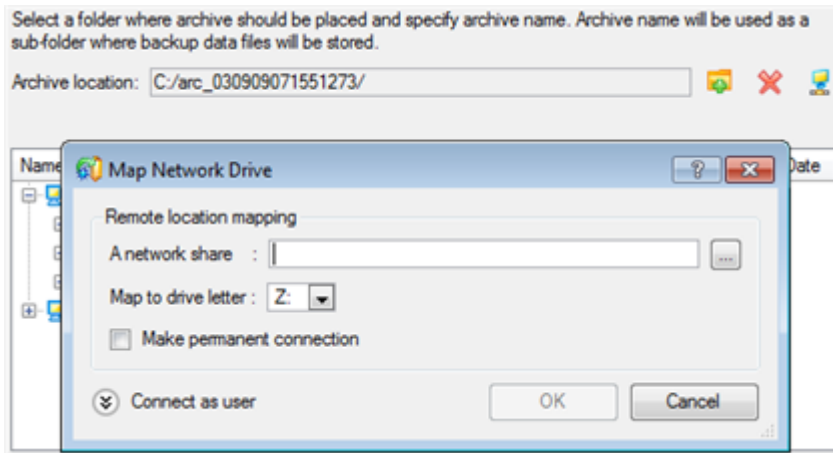 Select a folder where archive should be placed and specify archive name. Archive name will be used as a
sub-folder where backup data files will be stored.
Archive location: C:/arc_030909071551273/
Name
Date
Map Network Drive
Remote location mapping
A network share :
...
Map to drive letter : Z:
Make permanent connection
Connect as user
OK
Cancel